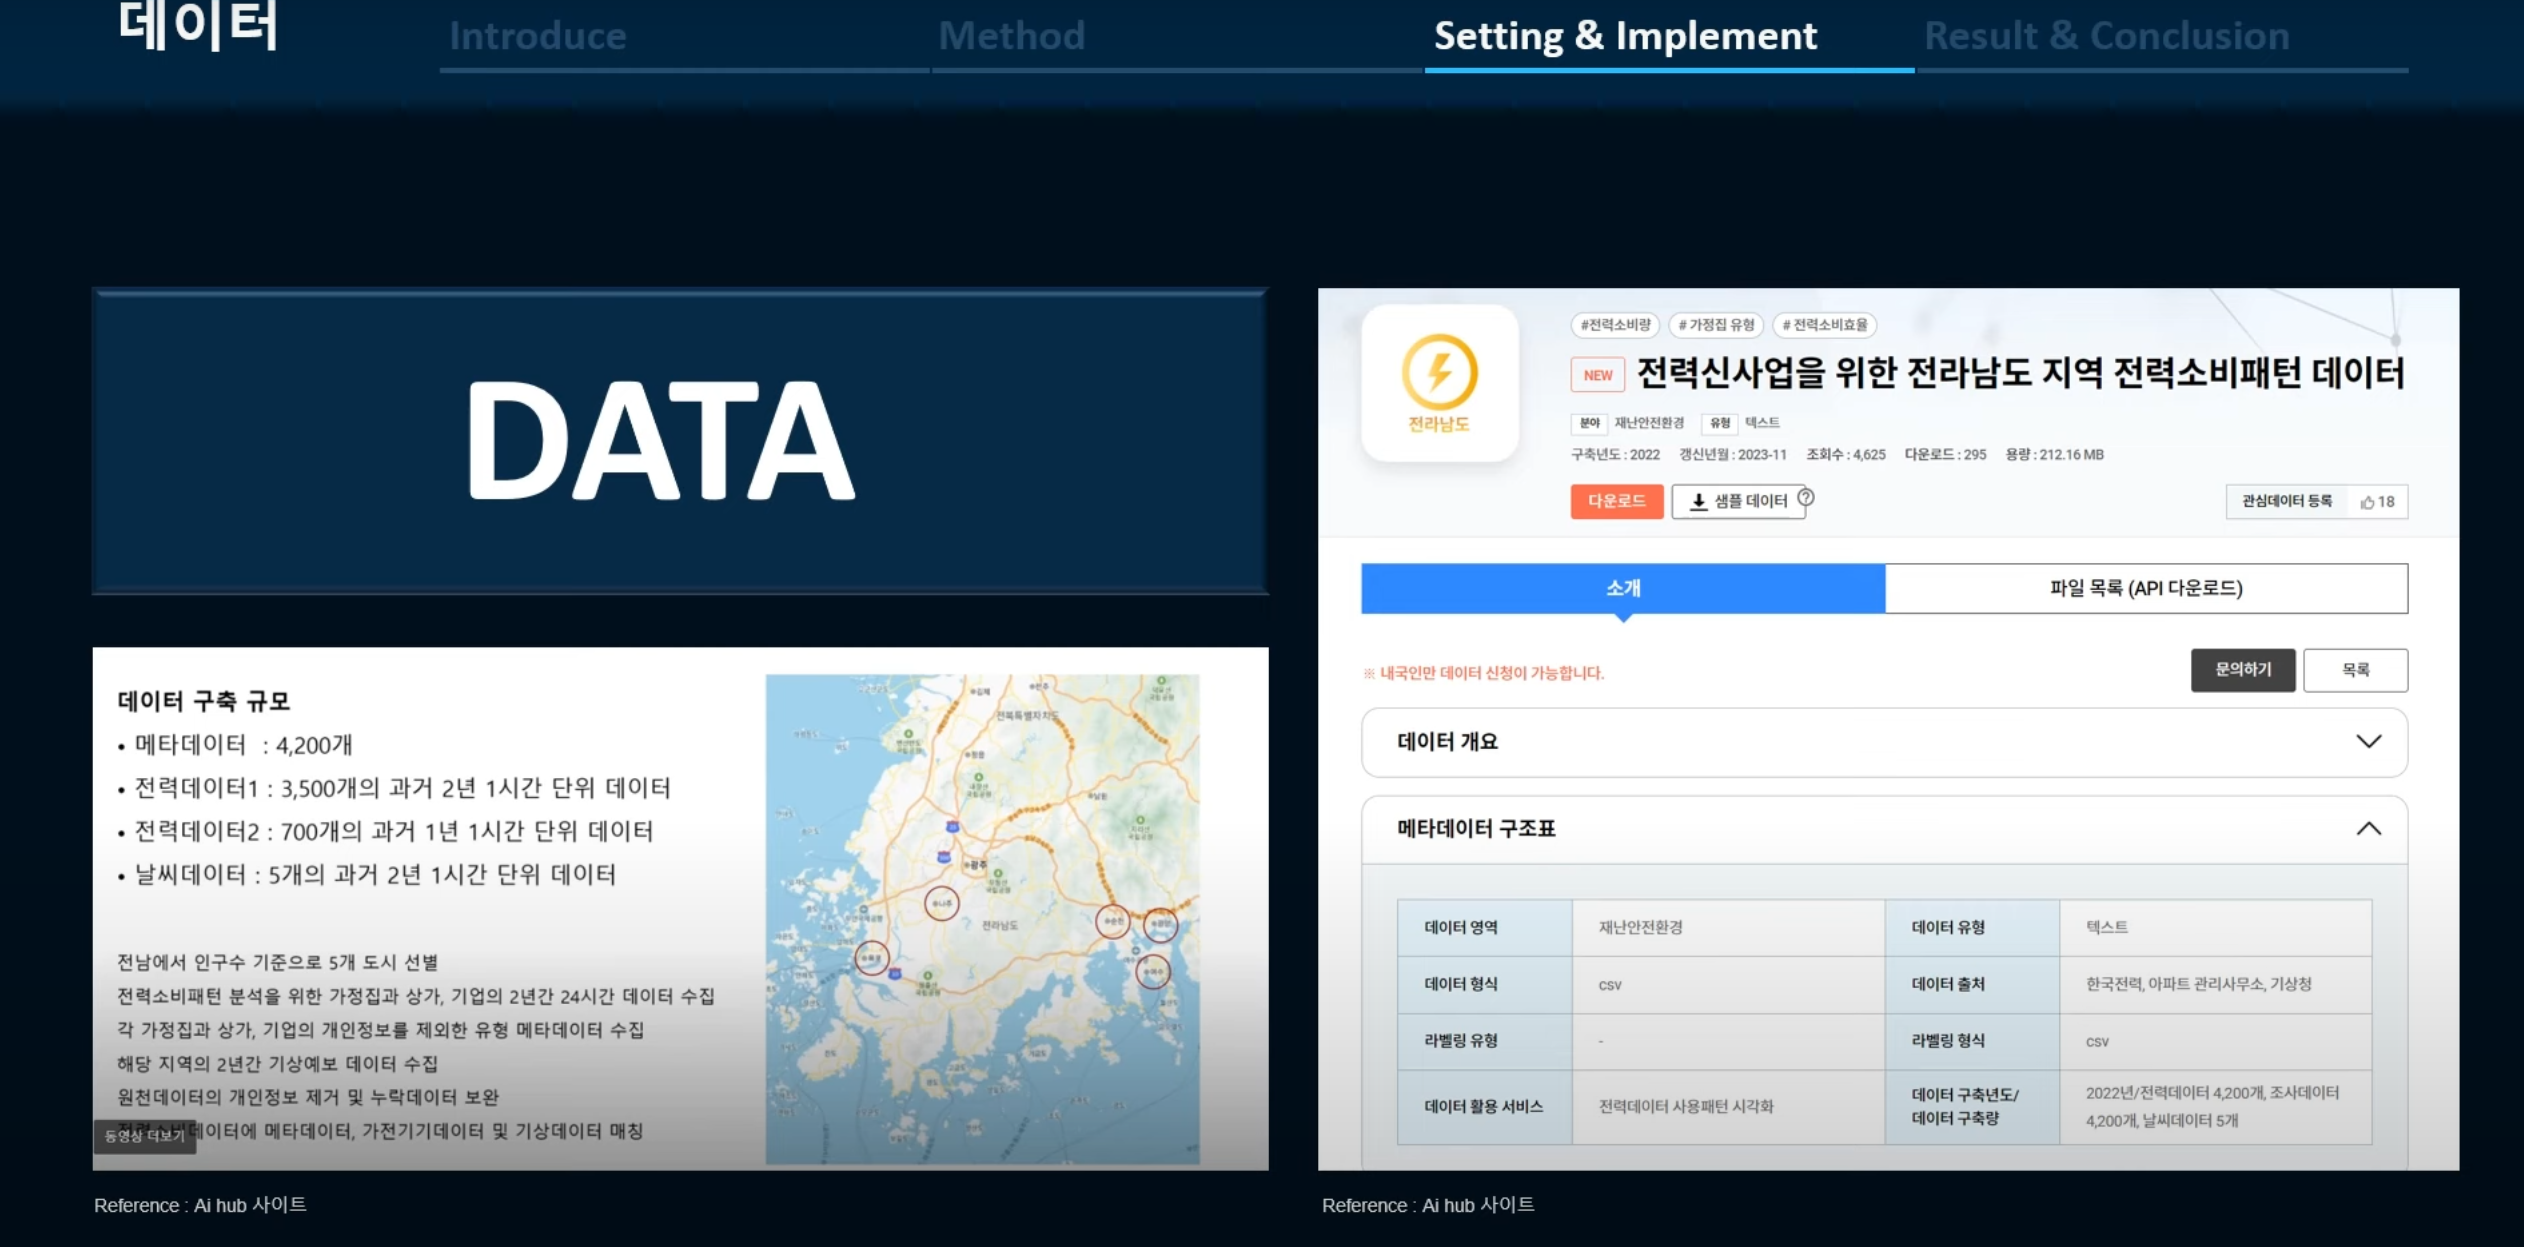 데이터
Introduce
Method
Setting & Implement
Result & Conclusion
DATA
데이터 구축 규모
• 메타데이터 : 4,200개
• 전력데이터1 : 3,500개의 과거 2년 1시간 단위 데이터
• 전력데이터2 : 700개의 과거 1년 1시간 단위 데이터
• 날씨데이터 : 5개의 과거 2년 1시간 단위 데이터
전남에서 인구수 기준으로 5개 도시 선별
전력소비패턴 분석을 위한 가정집과 상가, 기업의 2년간 24시간 데이터 수집
각 가정집과 상가, 기업의 개인정보를 제외한 유형 메타데이터 수집
해당 지역의 2년간 기상예보 데이터 수집
원천데이터의 개인정보 제거 및 누락데이터 보완
전력소비데이터에 메타데이터, 가전기기데이터 및 기상데이터 매칭
동영상 더보기
전북특별자치도
광주
나주
전라남도
Reference : Ai hub 사이트
전라남도
#전력소비량
# 가정집 유형
# 전력소비효율
NEW 전력신사업을 위한 전라남도 지역 전력소비패턴 데이터
분야 재난안전환경 유형 텍스트
구축년도 : 2022 갱신년월 : 2023-11 조회수 : 4,625 다운로드 : 295 용량 : 212.16 MB
다운로드
샘플 데이터 ?
관심데이터 등록 18
소개
파일 목록 (API 다운로드)
※ 내국인만 데이터 신청이 가능합니다.
문의하기
목록
데이터 개요
메타데이터 구조표
데이터 영역 재난안전환경 데이터 유형 텍스트
데이터 형식 csv 데이터 출처 한국전력, 아파트 관리사무소, 기상청
라벨링 유형 - 라벨링 형식 csv
데이터 활용 서비스 전력데이터 사용패턴 시각화
데이터 구축년도/
데이터 구축량
2022년/전력데이터 4,200개, 조사데이터
4,200개, 날씨데이터 5개
Reference : Ai hub 사이트